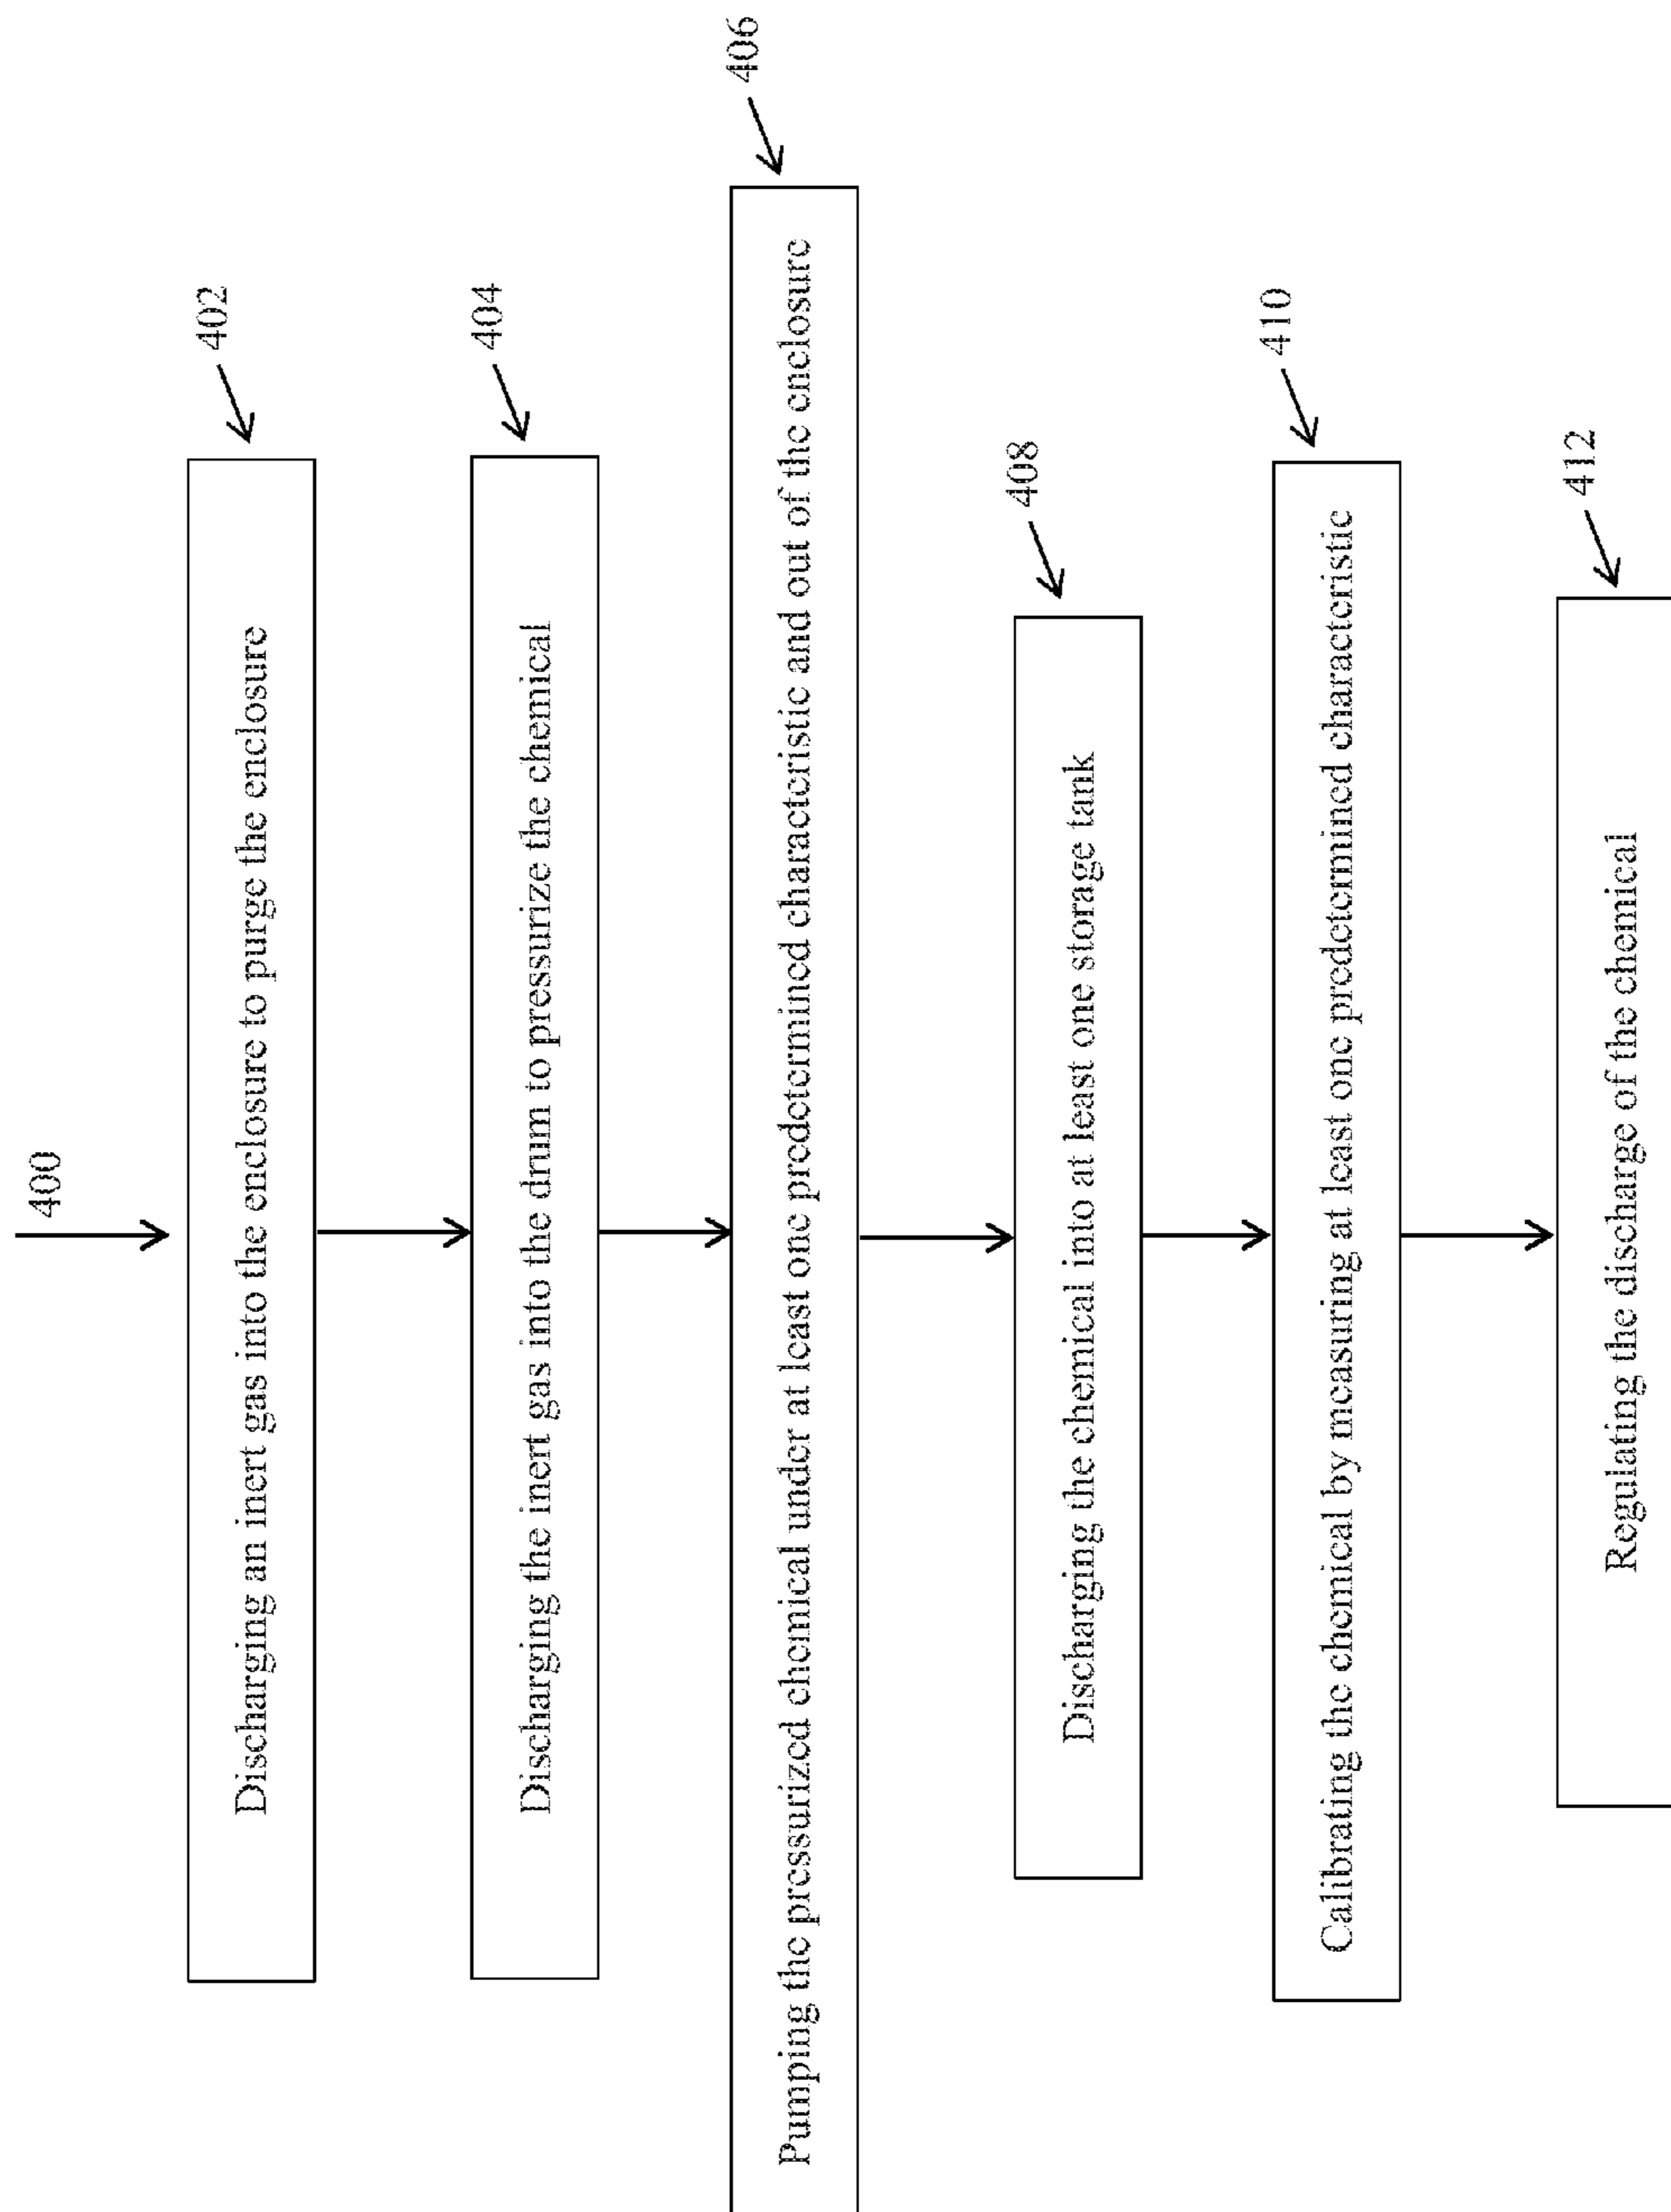 400
Discharging an inert gas into the enclosure to purge the enclosure
402
Discharging the inert gas into the drum to pressurize the chemical
404
Pumping the pressurized chemical under at least one predetermined characteristic and out of the enclosure
406
Discharging the chemical into at least one storage tank
408
Calibrating the chemical by measuring at least one predetemined characteristic
410
Regulating the discharge of the chemical
412